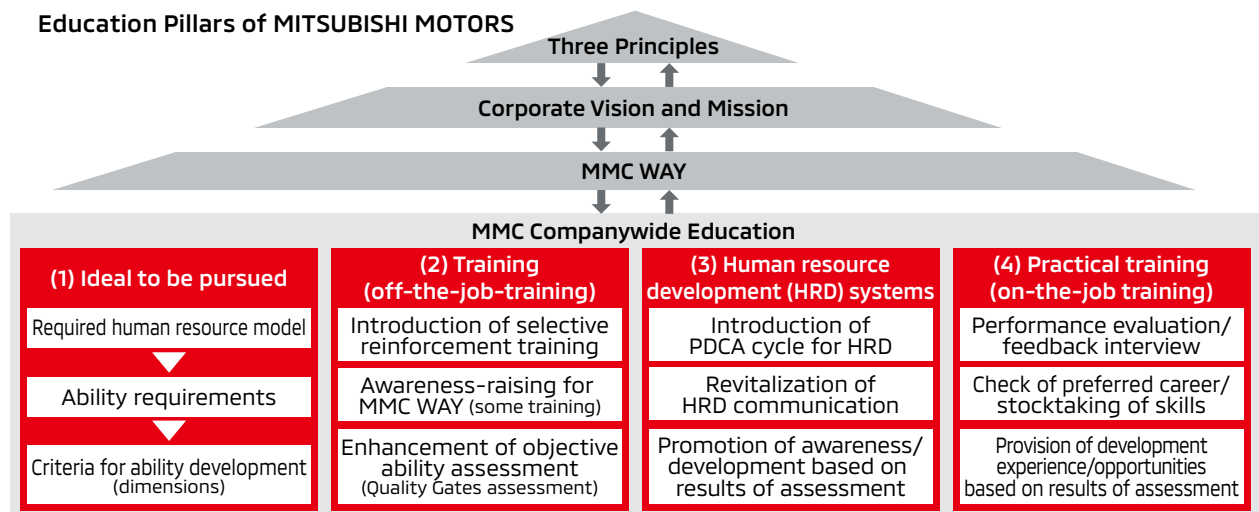 Education Pillars of MITSUBISHI MOTORS
Three Principles
Corporate Vision and Mission
MMC WAY
MMC Companywide Education
(1) Ideal to be pursued
Required human resource model
Ability requirements
Criteria for ability development
(dimensions)
(2) Training
(off-the-job-training)
Introduction of selective
reinforcement training
Awareness-raising for
MMC WAY (some training)
Enhancement of objective
ability assessment
(Quality Gates assessment)
(3) Human resource
development (HRD) systems
Introduction of
PDCA cycle for HRD
Revitalization of
HRD communication
Promotion of awareness/
development based on
results of assessment
(4) Practical training
(on-the-job training)
Performance evaluation/
feedback interview
Check of preferred career/
stocktaking of skills
Provision of development
experience/opportunities
based on results of assessment